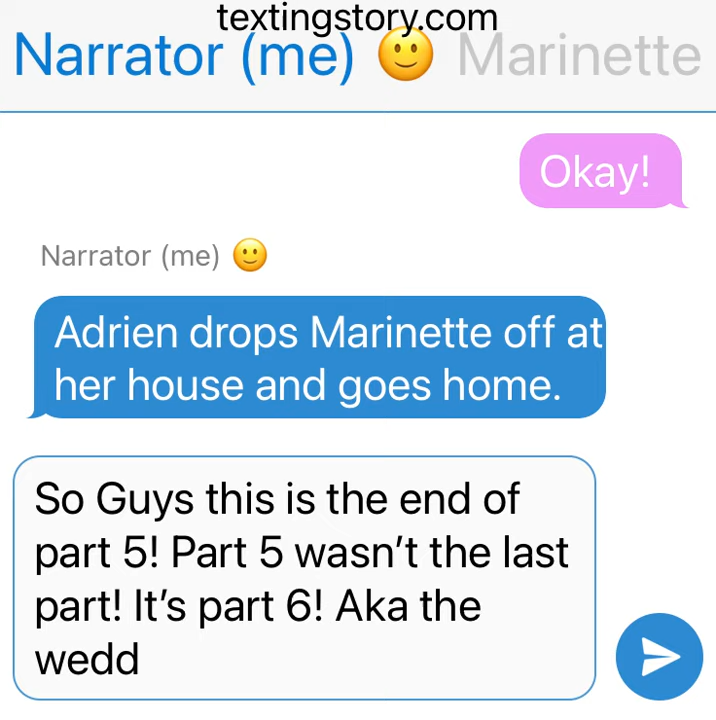 textingstory.com
Narrator (me) 🙂 Marinette
Okay!
Narrator (me) 🙂
Adrien drops Marinette off at
her house and goes home.
So Guys this is the end of
part 5! Part 5 wasn’t the last
part! It’s part 6! Aka the
wedd